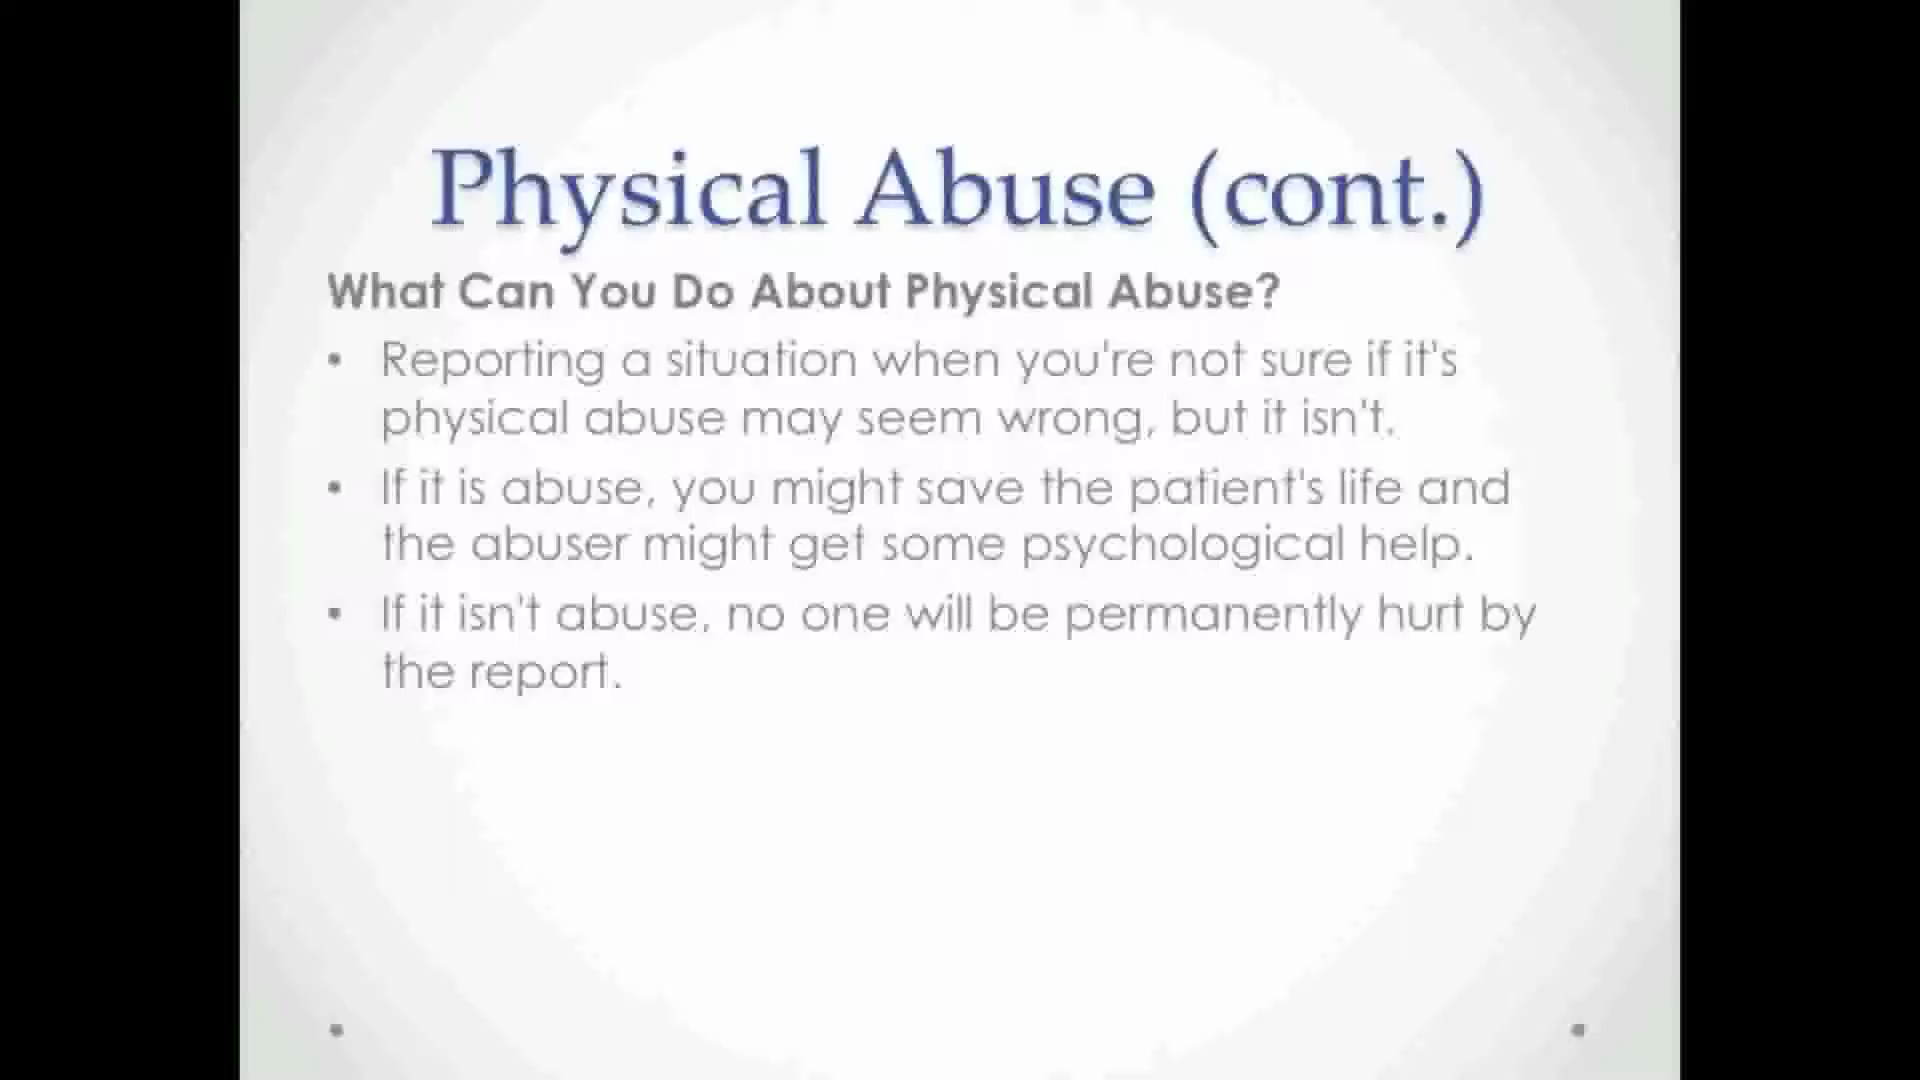 Physical Abuse (cont.)
What Can You Do About Physical Abuse?
• Reporting a situation when you're not sure if it's
physical abuse may seem wrong, but it isn't.
• If it is abuse, you might save the patient's life and
the abuser might get some psychological help.
• If it isn't abuse, no one will be permanently hurt by
the report.